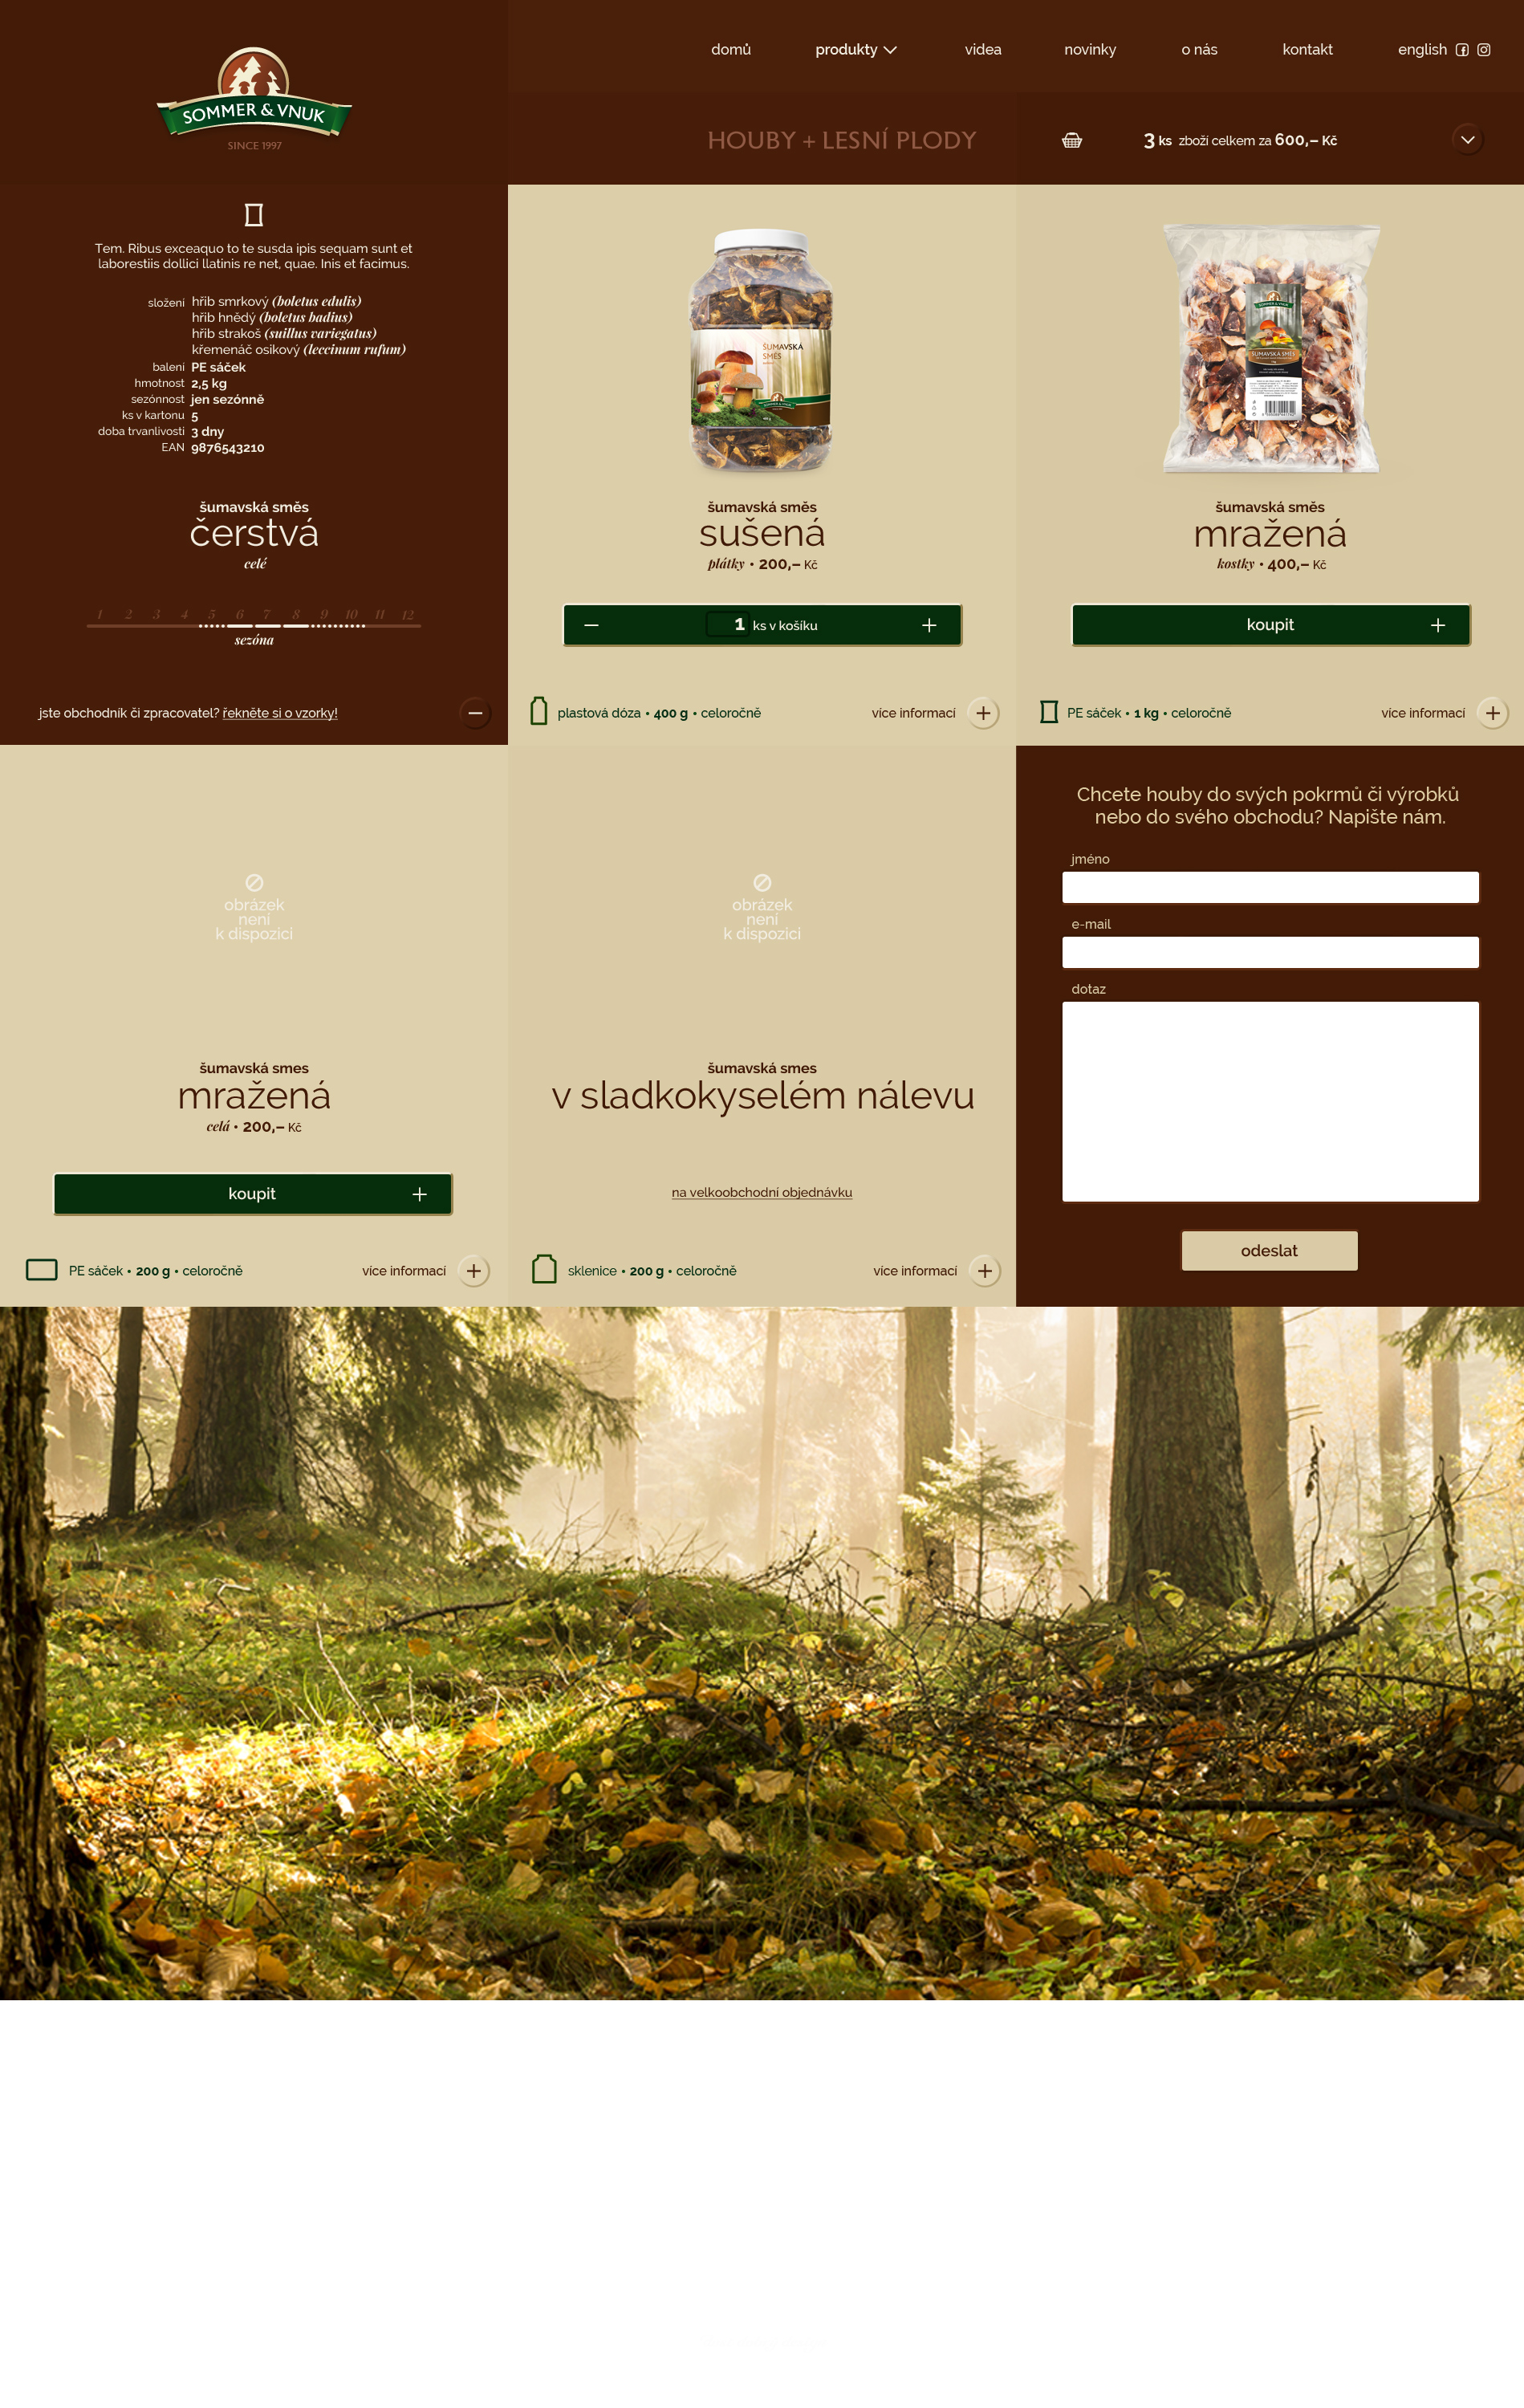 SOMMER & VNUK
SINCE 1997
domů
produkty
videa
novinky
o nás
kontakt
english
HOUBY + LESNÍ PLODY
3 ks zboží celkem za 600,– Kč
Tem. Ribus exceaquo to te susda ipis sequam sunt et
laborestiis dollici llatinis re net, quae. Inis et facimus.
složení hřib smrkový (boletus edulis)
hřib hnědý (boletus badius)
hřib strakoš (suillus variegatus)
křemenáč osikový (leccinum rufum)
balení PE sáček
hmotnost 2,5 kg
sezónnost jen sezónně
ks v kartonu 5
doba trvanlivosti 3 dny
EAN 9876543210
šumavská směs
čerstvá
celé
1 2 3 4 5 6 7 8 9 10 11 12
sezóna
jste obchodník či zpracovatel? řekněte si o vzorky!
ŠUMAVSKÁ
SMĚS
SOMMER & VNUK
šumavská směs
sušená
plátky • 200,– Kč
1 ks v košíku
plastová dóza • 400 g • celoročně
více informací
SOMMER & VNUK
ŠUMAVSKÁ SMĚS
šumavská směs
mražená
kostky • 400,– Kč
koupit
PE sáček • 1 kg • celoročně
více informací
obrázek
není
k dispozici
šumavská smes
mražená
celá • 200,– Kč
koupit
PE sáček • 200 g • celoročně
více informací
obrázek
není
k dispozici
šumavská smes
v sladkokyselém nálevu
na velkoobchodní objednávku
sklenice • 200 g • celoročně
více informací
Chcete houby do svých pokrmů či výrobků
nebo do svého obchodu? Napište nám.
jméno
e-mail
dotaz
odeslat